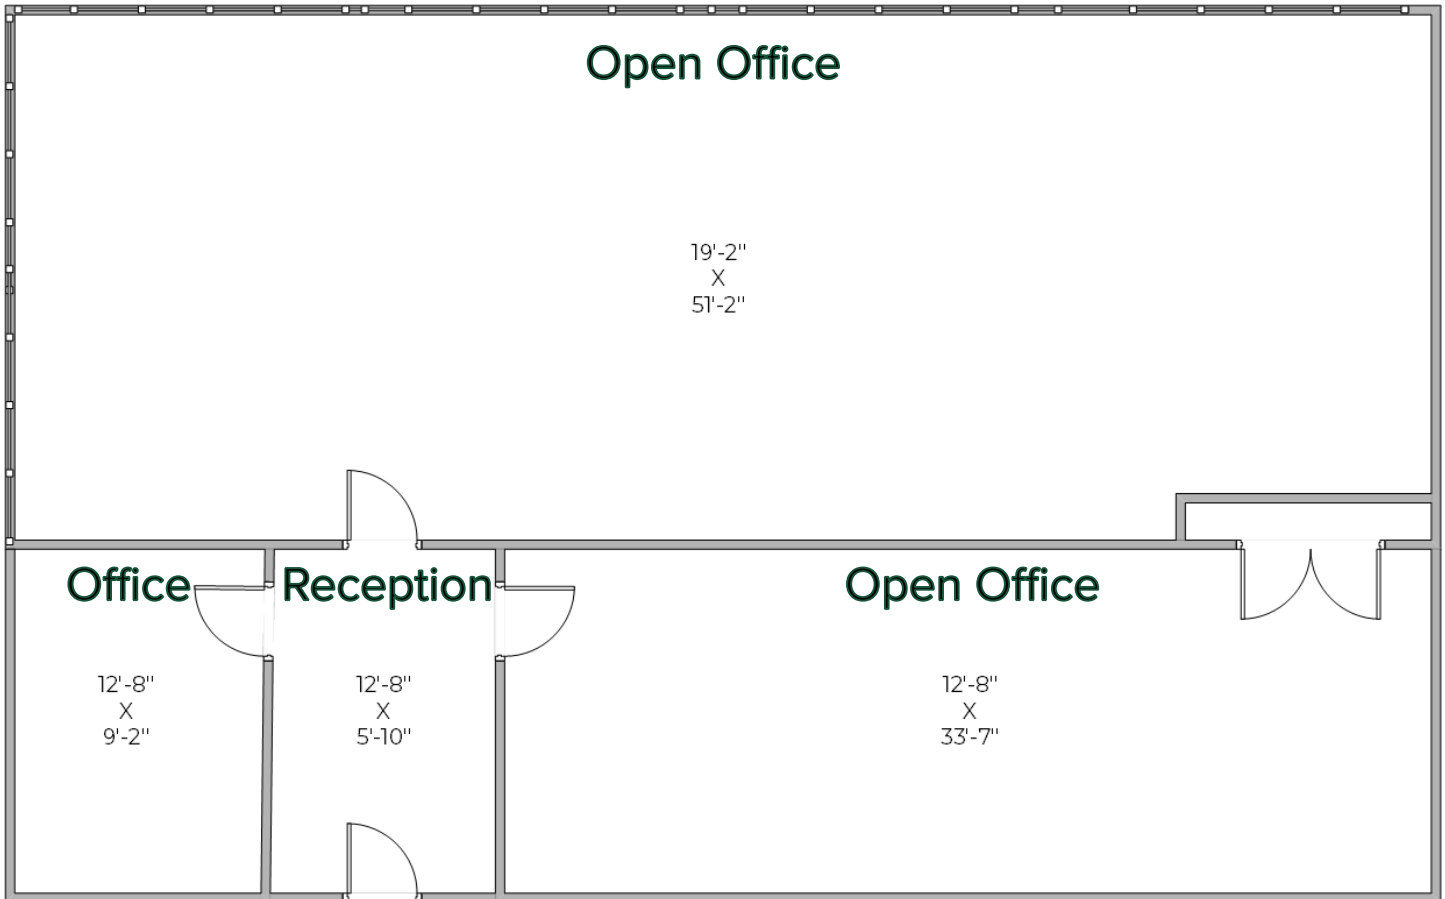 Open Office
19'-2"
X
51'-2"
Office
12'-8"
X
9'-2"
Reception
12'-8"
X
5'-10"
Open Office
12'-8"
X
33'-7"